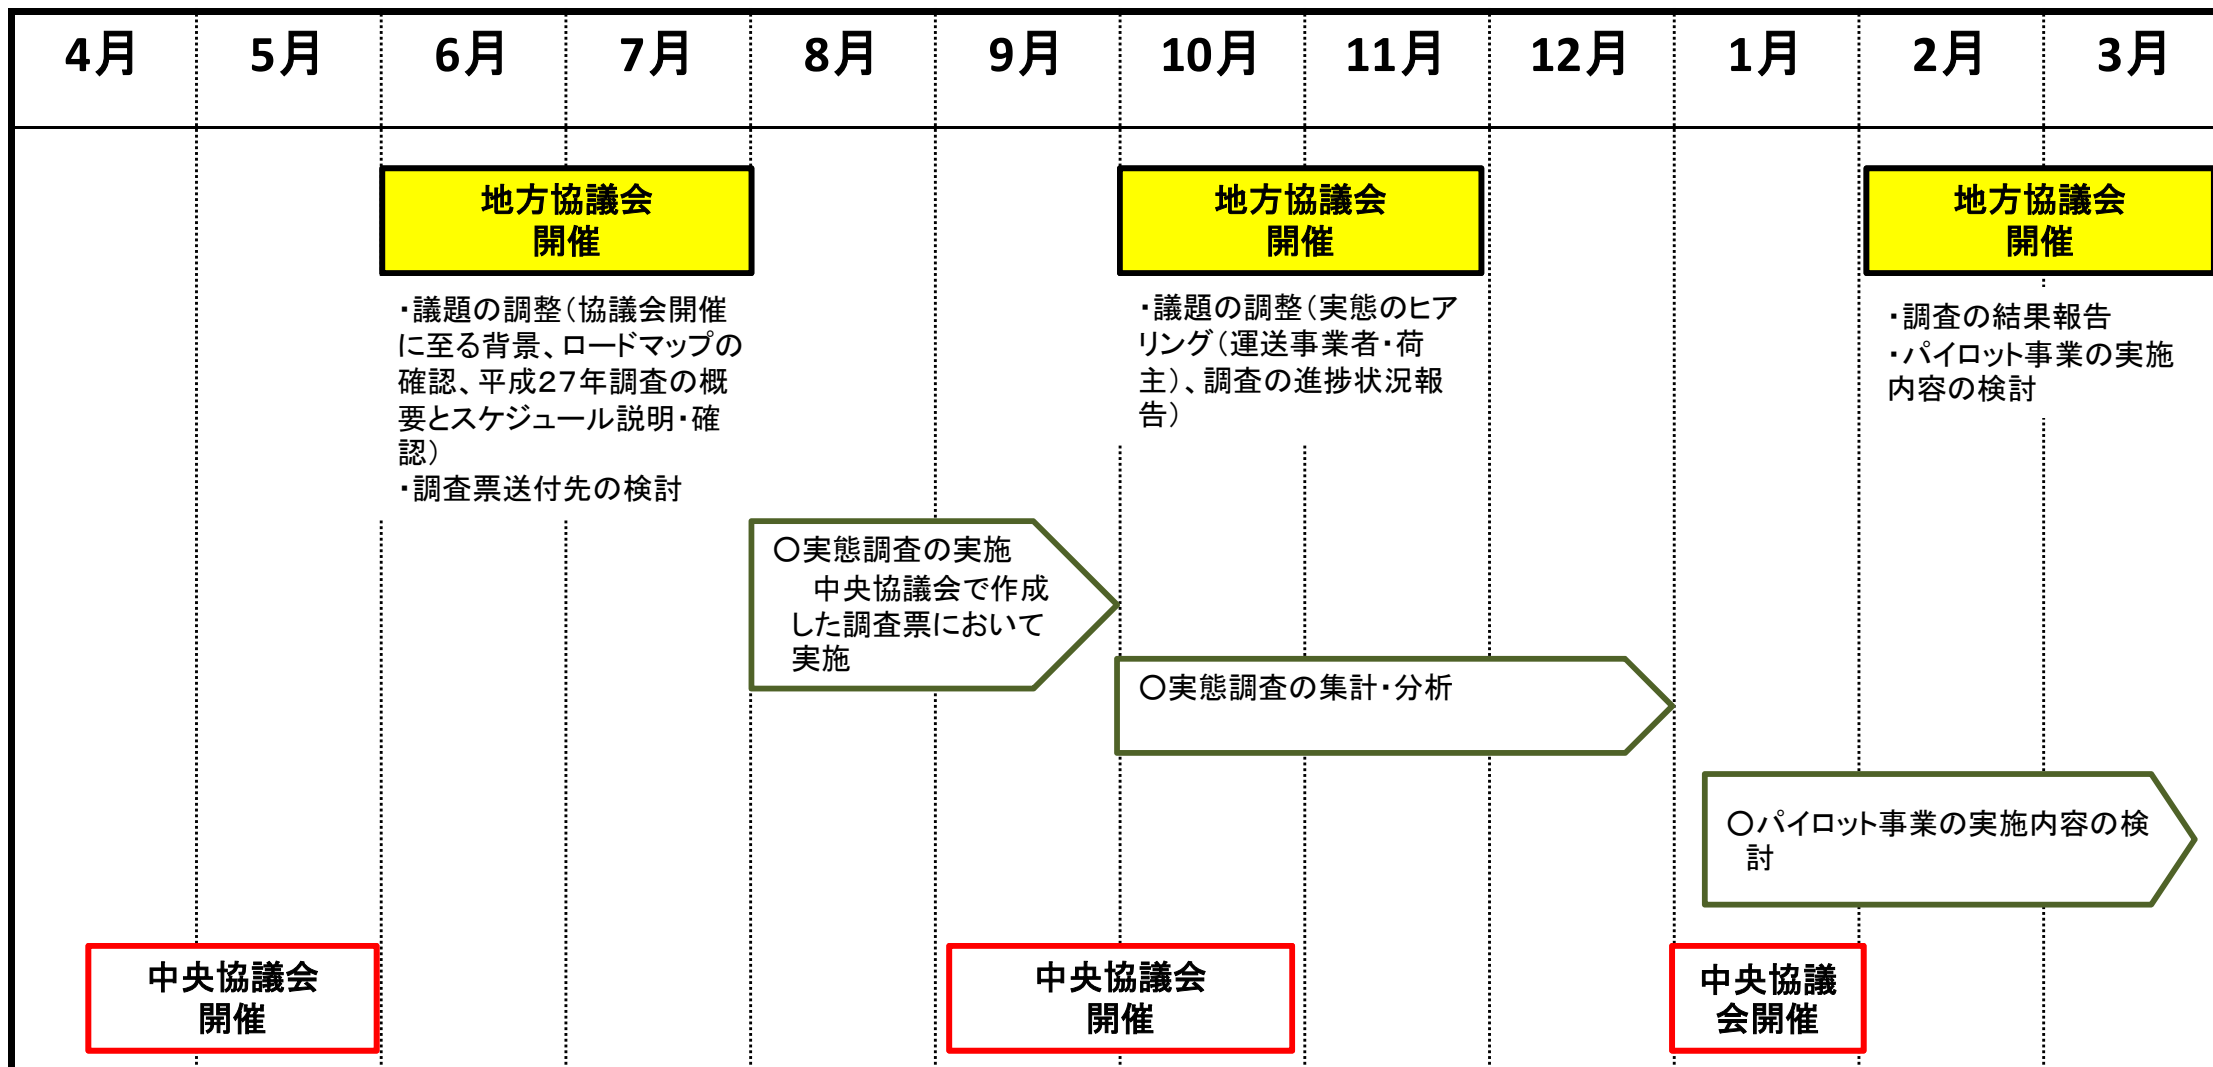 4月 5月 6月 7月 8月 9月 10月 11月 12月 1月 2月 3月
地方協議会
開催
・議題の調整（協議会開催
に至る背景、ロードマップの
確認、平成２７年調査の概
要とスケジュール説明・確
認）
・調査票送付先の検討
地方協議会
開催
・議題の調整（実態のヒア
リング（運送事業者・荷
主）、調査の進捗状況報
告）
地方協議会
開催
・調査の結果報告
・パイロット事業の実施
内容の検討
○実態調査の実施
中央協議会で作成
した調査票において
実施
○実態調査の集計・分析
○パイロット事業の実施内容の検
討
中央協議会
開催
中央協議会
開催
中央協議
会開催